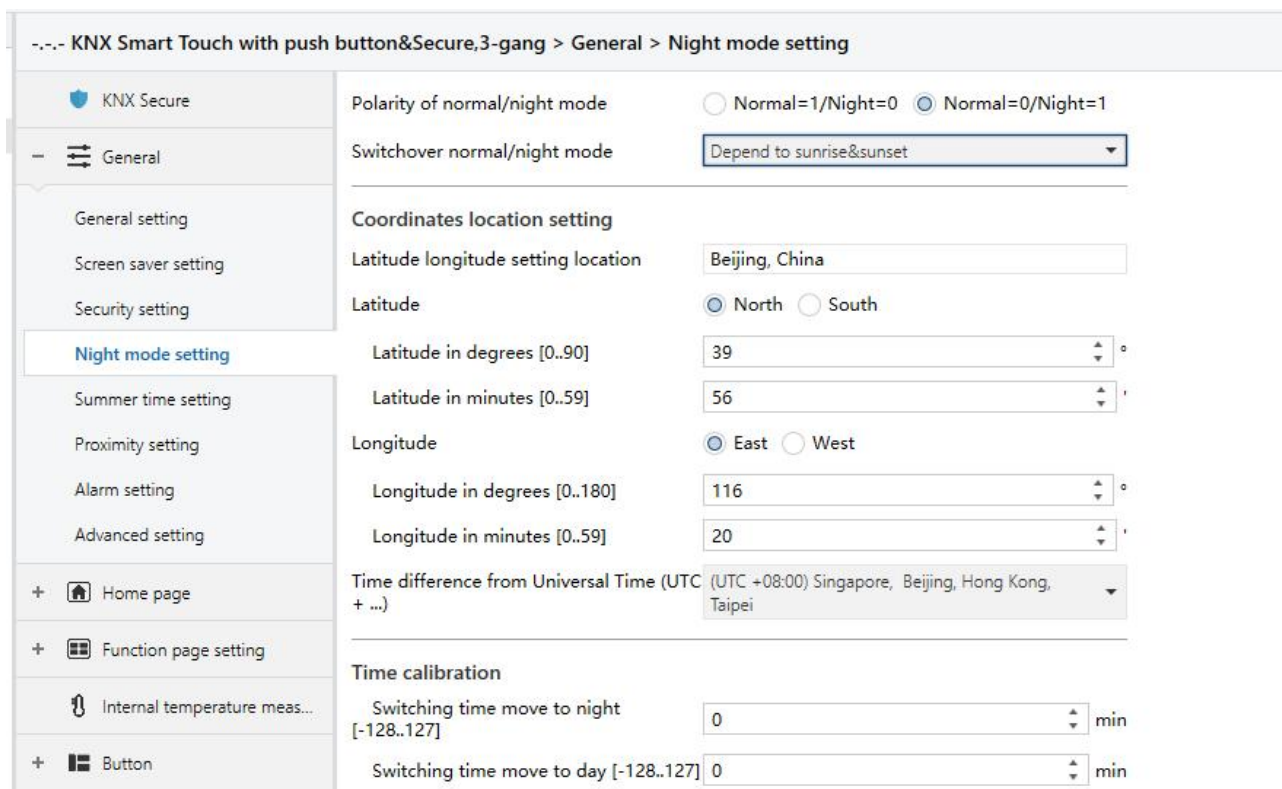 -.-.- KNX Smart Touch with push button&Secure,3-gang > General > Night mode setting
KNX Secure
General
General setting
Screen saver setting
Security setting
Night mode setting
Summer time setting
Proximity setting
Alarm setting
Advanced setting
Home page
Function page setting
Internal temperature meas...
Button
Polarity of normal/night mode
Normal=1/Night=0 Normal=0/Night=1
Switchover normal/night mode
Depend to sunrise&sunset
Coordinates location setting
Latitude longitude setting location
Beijing, China
Latitude
North South
Latitude in degrees [0..90]
39 °
Latitude in minutes [0..59]
56 '
Longitude
East West
Longitude in degrees [0..180]
116 °
Longitude in minutes [0..59]
20 '
Time difference from Universal Time (UTC
+ ...)
(UTC +08:00) Singapore, Beijing, Hong Kong,
Taipei
Time calibration
Switching time move to night
[-128..127]
0 min
Switching time move to day [-128..127]
0 min